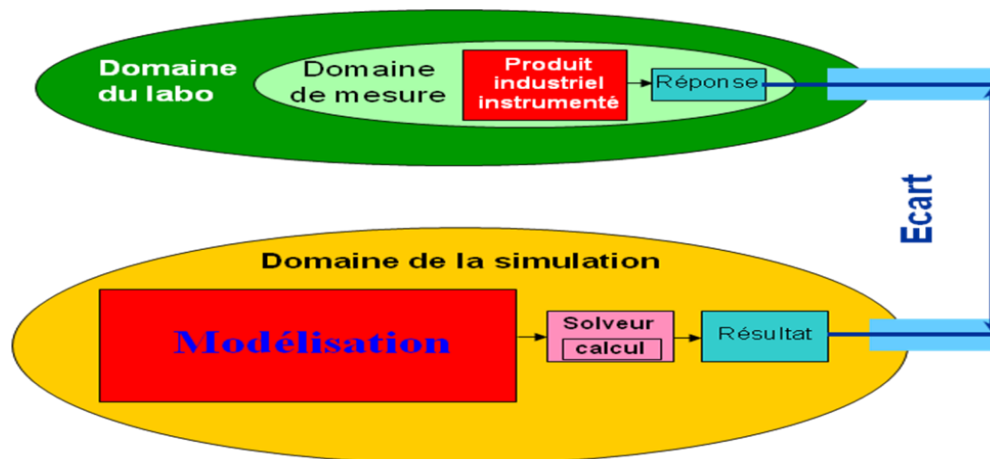 Domaine
du labo
Domaine
de mesure
Produit
industriel
instrumenté
Réponse
Ecart
Domaine de la simulation
Modélisation
Solveur
calcul
Résultat